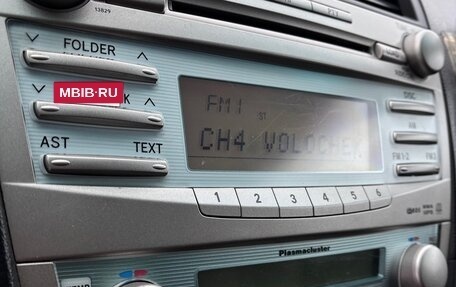 13829
FOLDER
MBIB.RU
K
AST
TEXT
FM1
ST
CH4 VOLOCHEK
DISC
AM
FM1·2
1 2 3 4 5 6
Plasmacluster